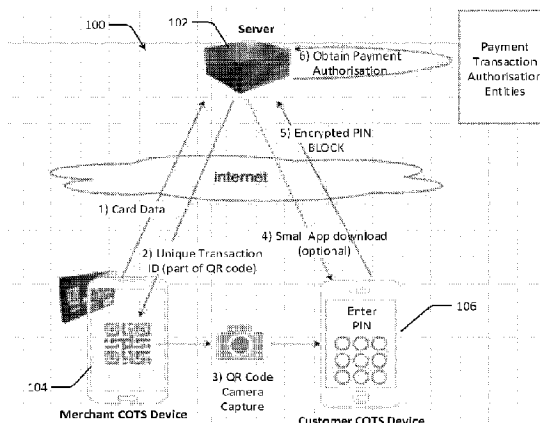 100
102
Server
6) Obtain Payment
Authorisation
Payment
Transaction
Authorisation
Entities
5) Encrypted PIN
BLOCK
internet
1) Card Data
2) Unique Transaction
ID (part of QR code)
4) Small App download
(optional)
Enter
PIN
106
104
3) QR Code
Camera
Capture
Merchant COTS Device
Customer COTS Device